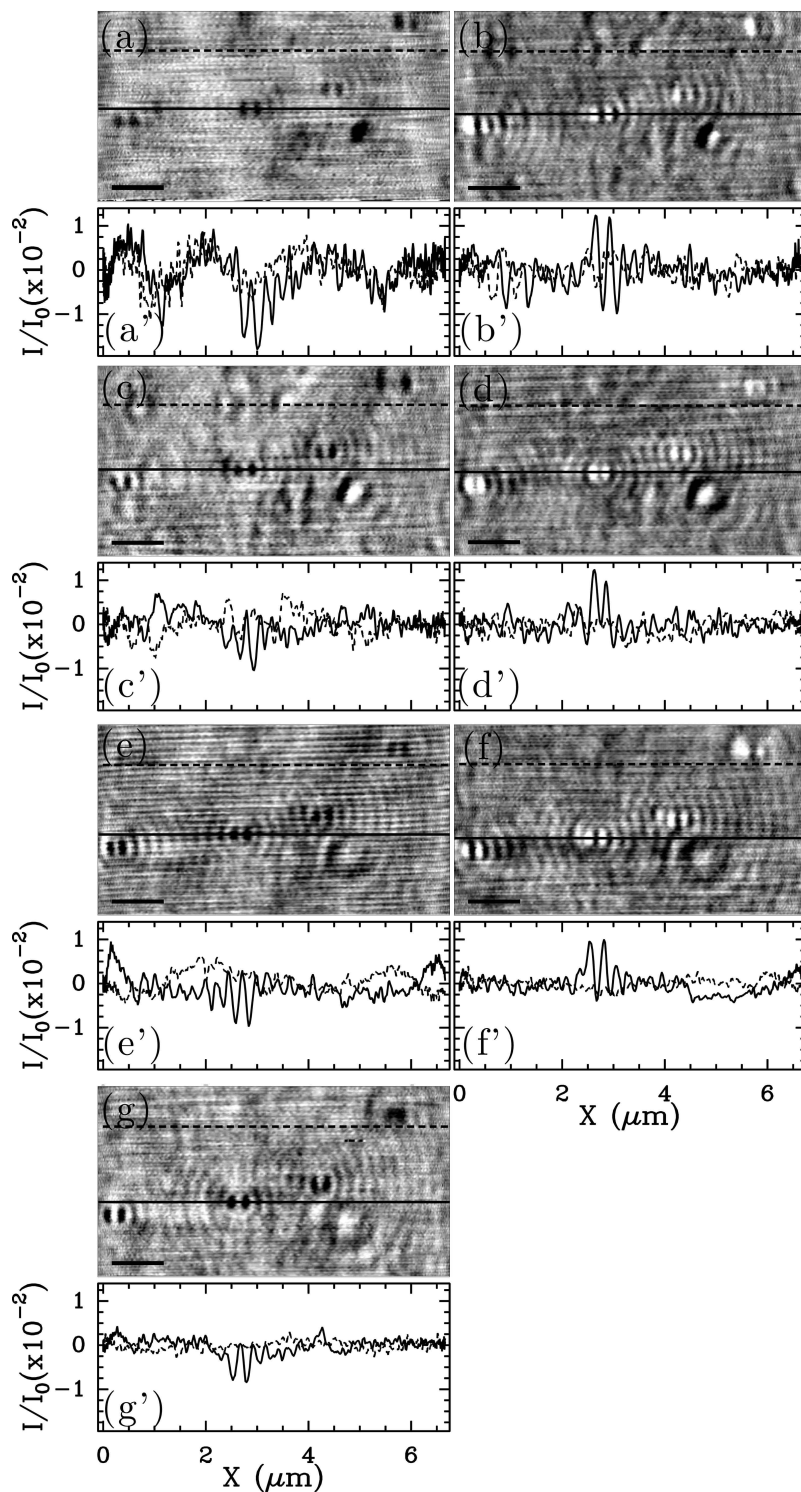 (a) (b)
I/I₀(x10⁻²) 1 0 −1 (a') (b')
(c) (d)
I/I₀(x10⁻²) 1 0 −1 (c') (d')
(e) (f)
I/I₀(x10⁻²) 1 0 −1 (e') (f')
0 2 4 6
X (μm)
(g)
I/I₀(x10⁻²) 1 0 −1 (g')
0 2 4 6
X (μm)